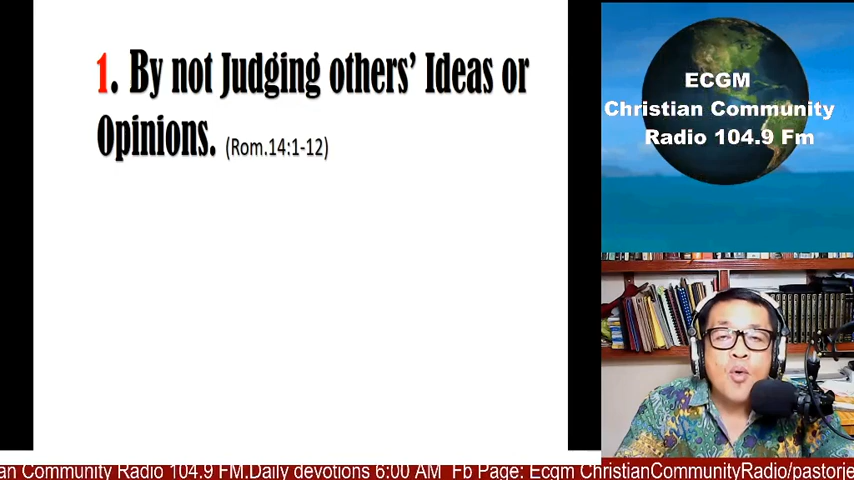 1. By not Judging others' Ideas or
Opinions. (Rom.14:1-12)
ECGM
Christian Community
Radio 104.9 Fm
an Community Radio 104.9 FM.Daily devotions 6:00 AM  Fb Page: Ecgm ChristianCommunityRadio/pastorje